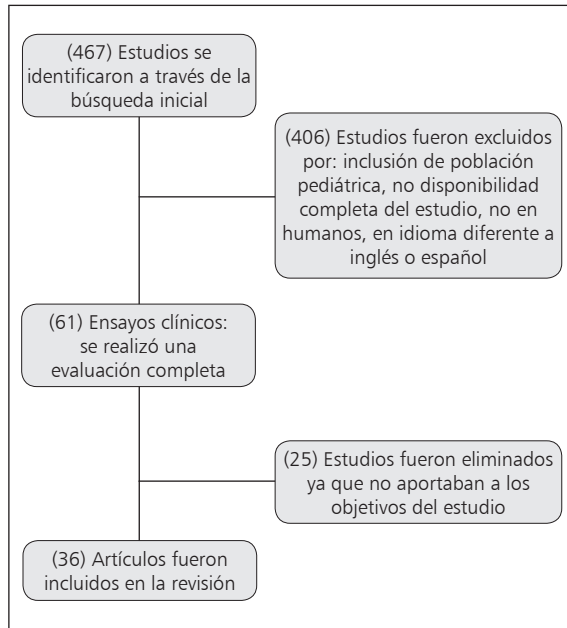 (467) Estudios se
identificaron a través de la
búsqueda inicial
(406) Estudios fueron excluidos
por: inclusión de población
pediátrica, no disponibilidad
completa del estudio, no en
humanos, en idioma diferente a
inglés o español
(61) Ensayos clínicos:
se realizó una
evaluación completa
(25) Estudios fueron eliminados
ya que no aportaban a los
objetivos del estudio
(36) Artículos fueron
incluidos en la revisión